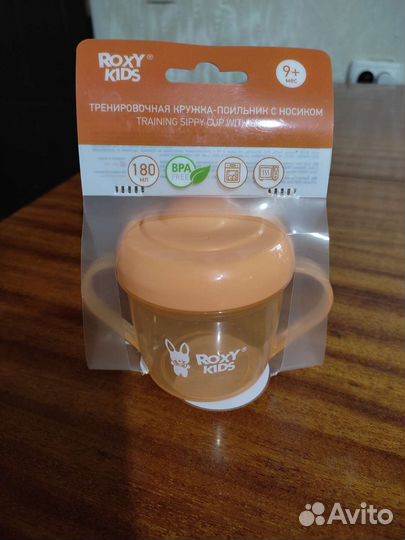 ROXY®
KIDS
9+
мес
ТРЕНИРОВОЧНАЯ КРУЖКА-ПОИЛЬНИК С НОСИКОМ
TRAINING SIPPY CUP WITH
180
мл
BPA
FREE
ROXY®
KIDS
Avito